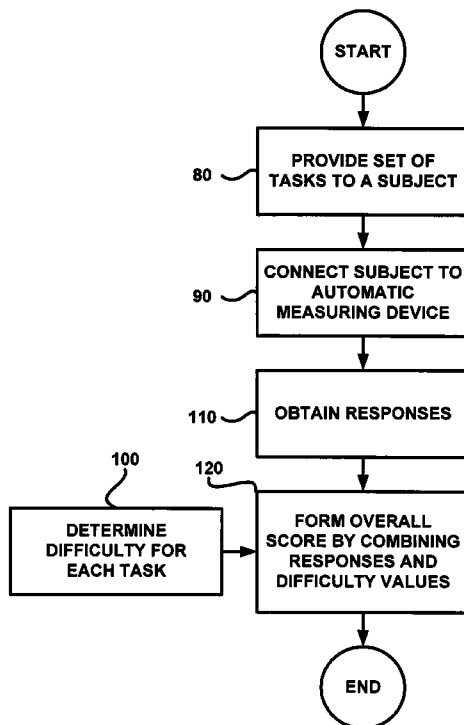 START
80
PROVIDE SET OF
TASKS TO A SUBJECT
90
CONNECT SUBJECT TO
AUTOMATIC
MEASURING DEVICE
110
OBTAIN RESPONSES
100
DETERMINE
DIFFICULTY FOR
EACH TASK
120
FORM OVERALL
SCORE BY COMBINING
RESPONSES AND
DIFFICULTY VALUES
END